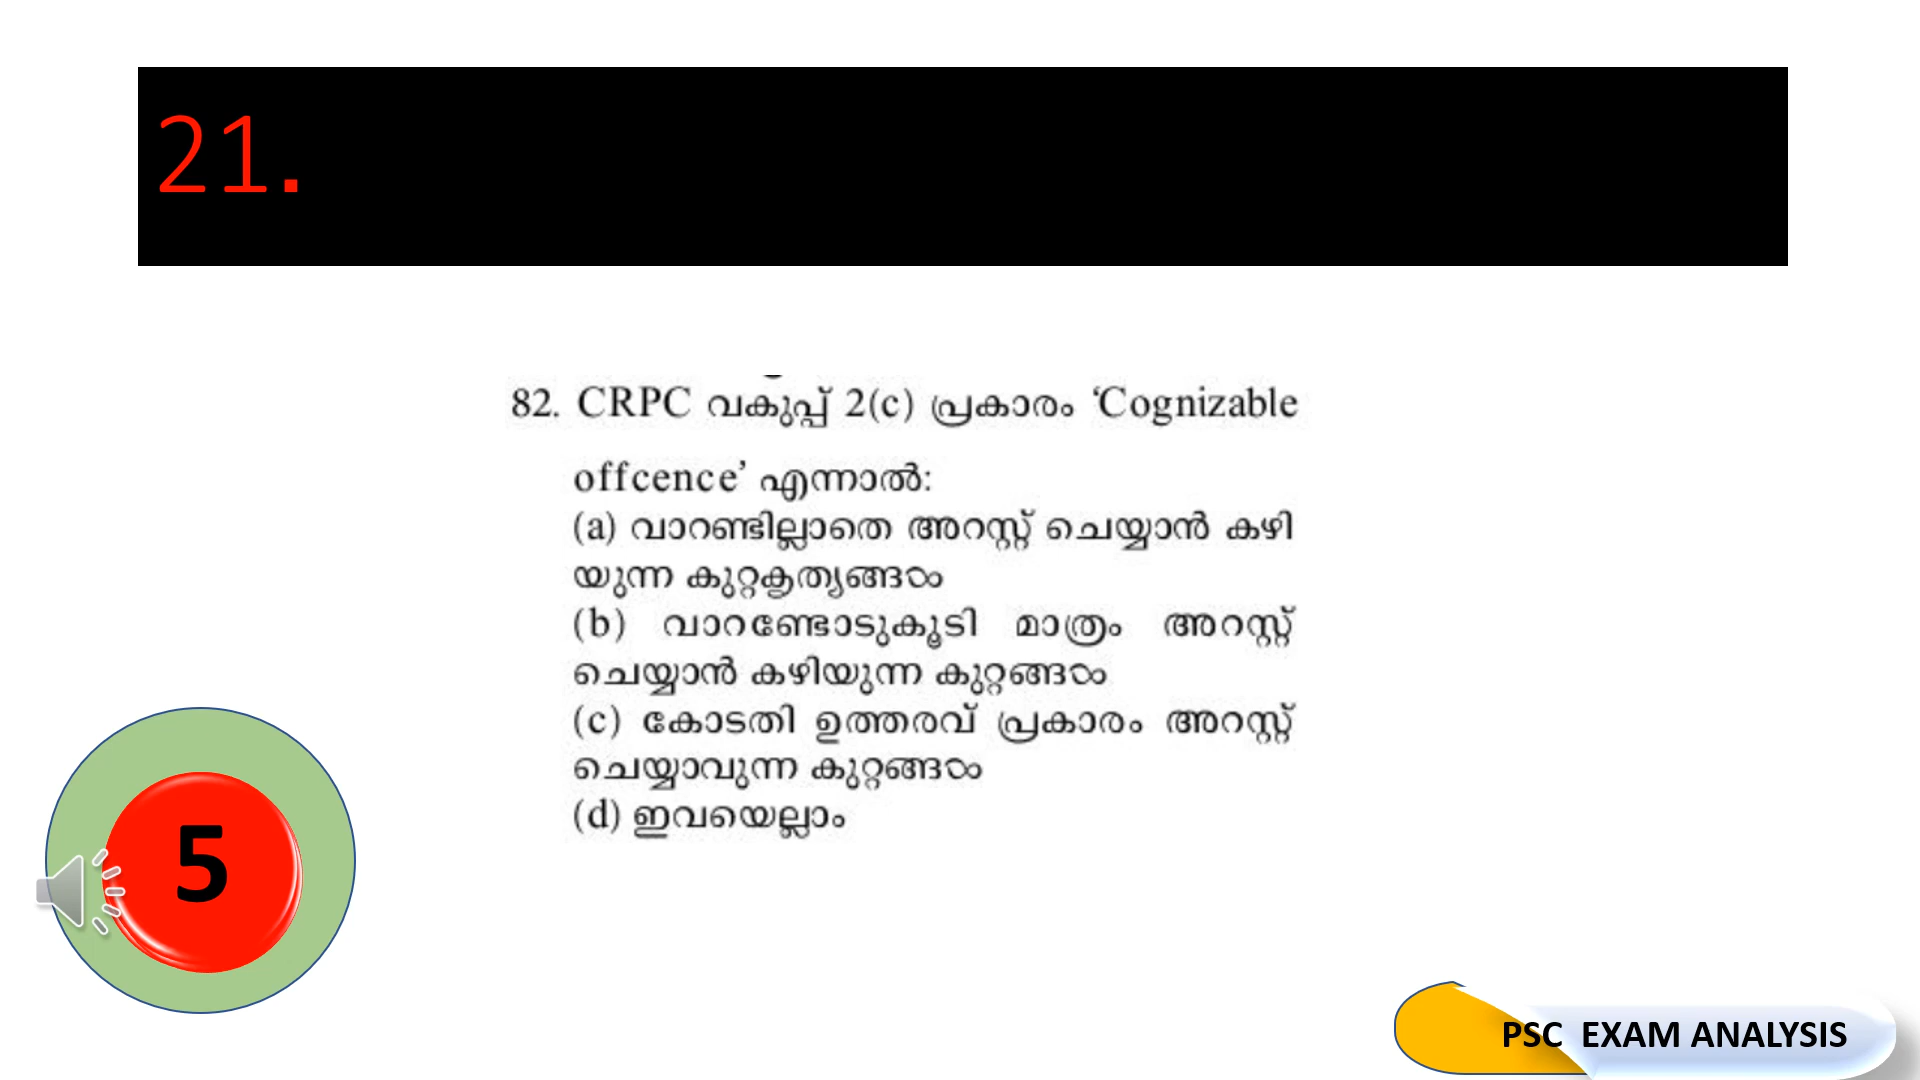 21.
82. CRPC വകുപ്പ് 2(c) പ്രകാരം ‘Cognizable
offcence’ എന്നാൽ:
(a) വാറണ്ടില്ലാതെ അറസ്റ്റ് ചെയ്യാൻ കഴി
യുന്ന കുറ്റകൃത്യങ്ങൾ
(b) വാറണ്ടോടുകൂടി മാത്രം അറസ്റ്റ്
ചെയ്യാൻ കഴിയുന്ന കുറ്റങ്ങൾ
(c) കോടതി ഉത്തരവ് പ്രകാരം അറസ്റ്റ്
ചെയ്യാവുന്ന കുറ്റങ്ങൾ
(d) ഇവയെല്ലാം
5
PSC EXAM ANALYSIS